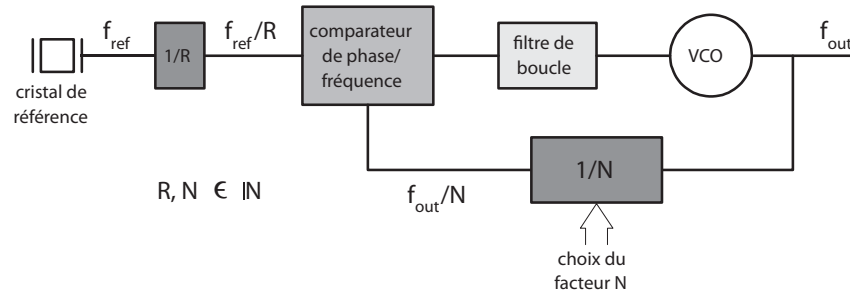 f_ref
f_ref/R
f_out
1/R
comparateur
de phase/
fréquence
filtre de
boucle
VCO
cristal de
référence
1/N
R, N ϵ ℕ
f_out/N
choix du
facteur N